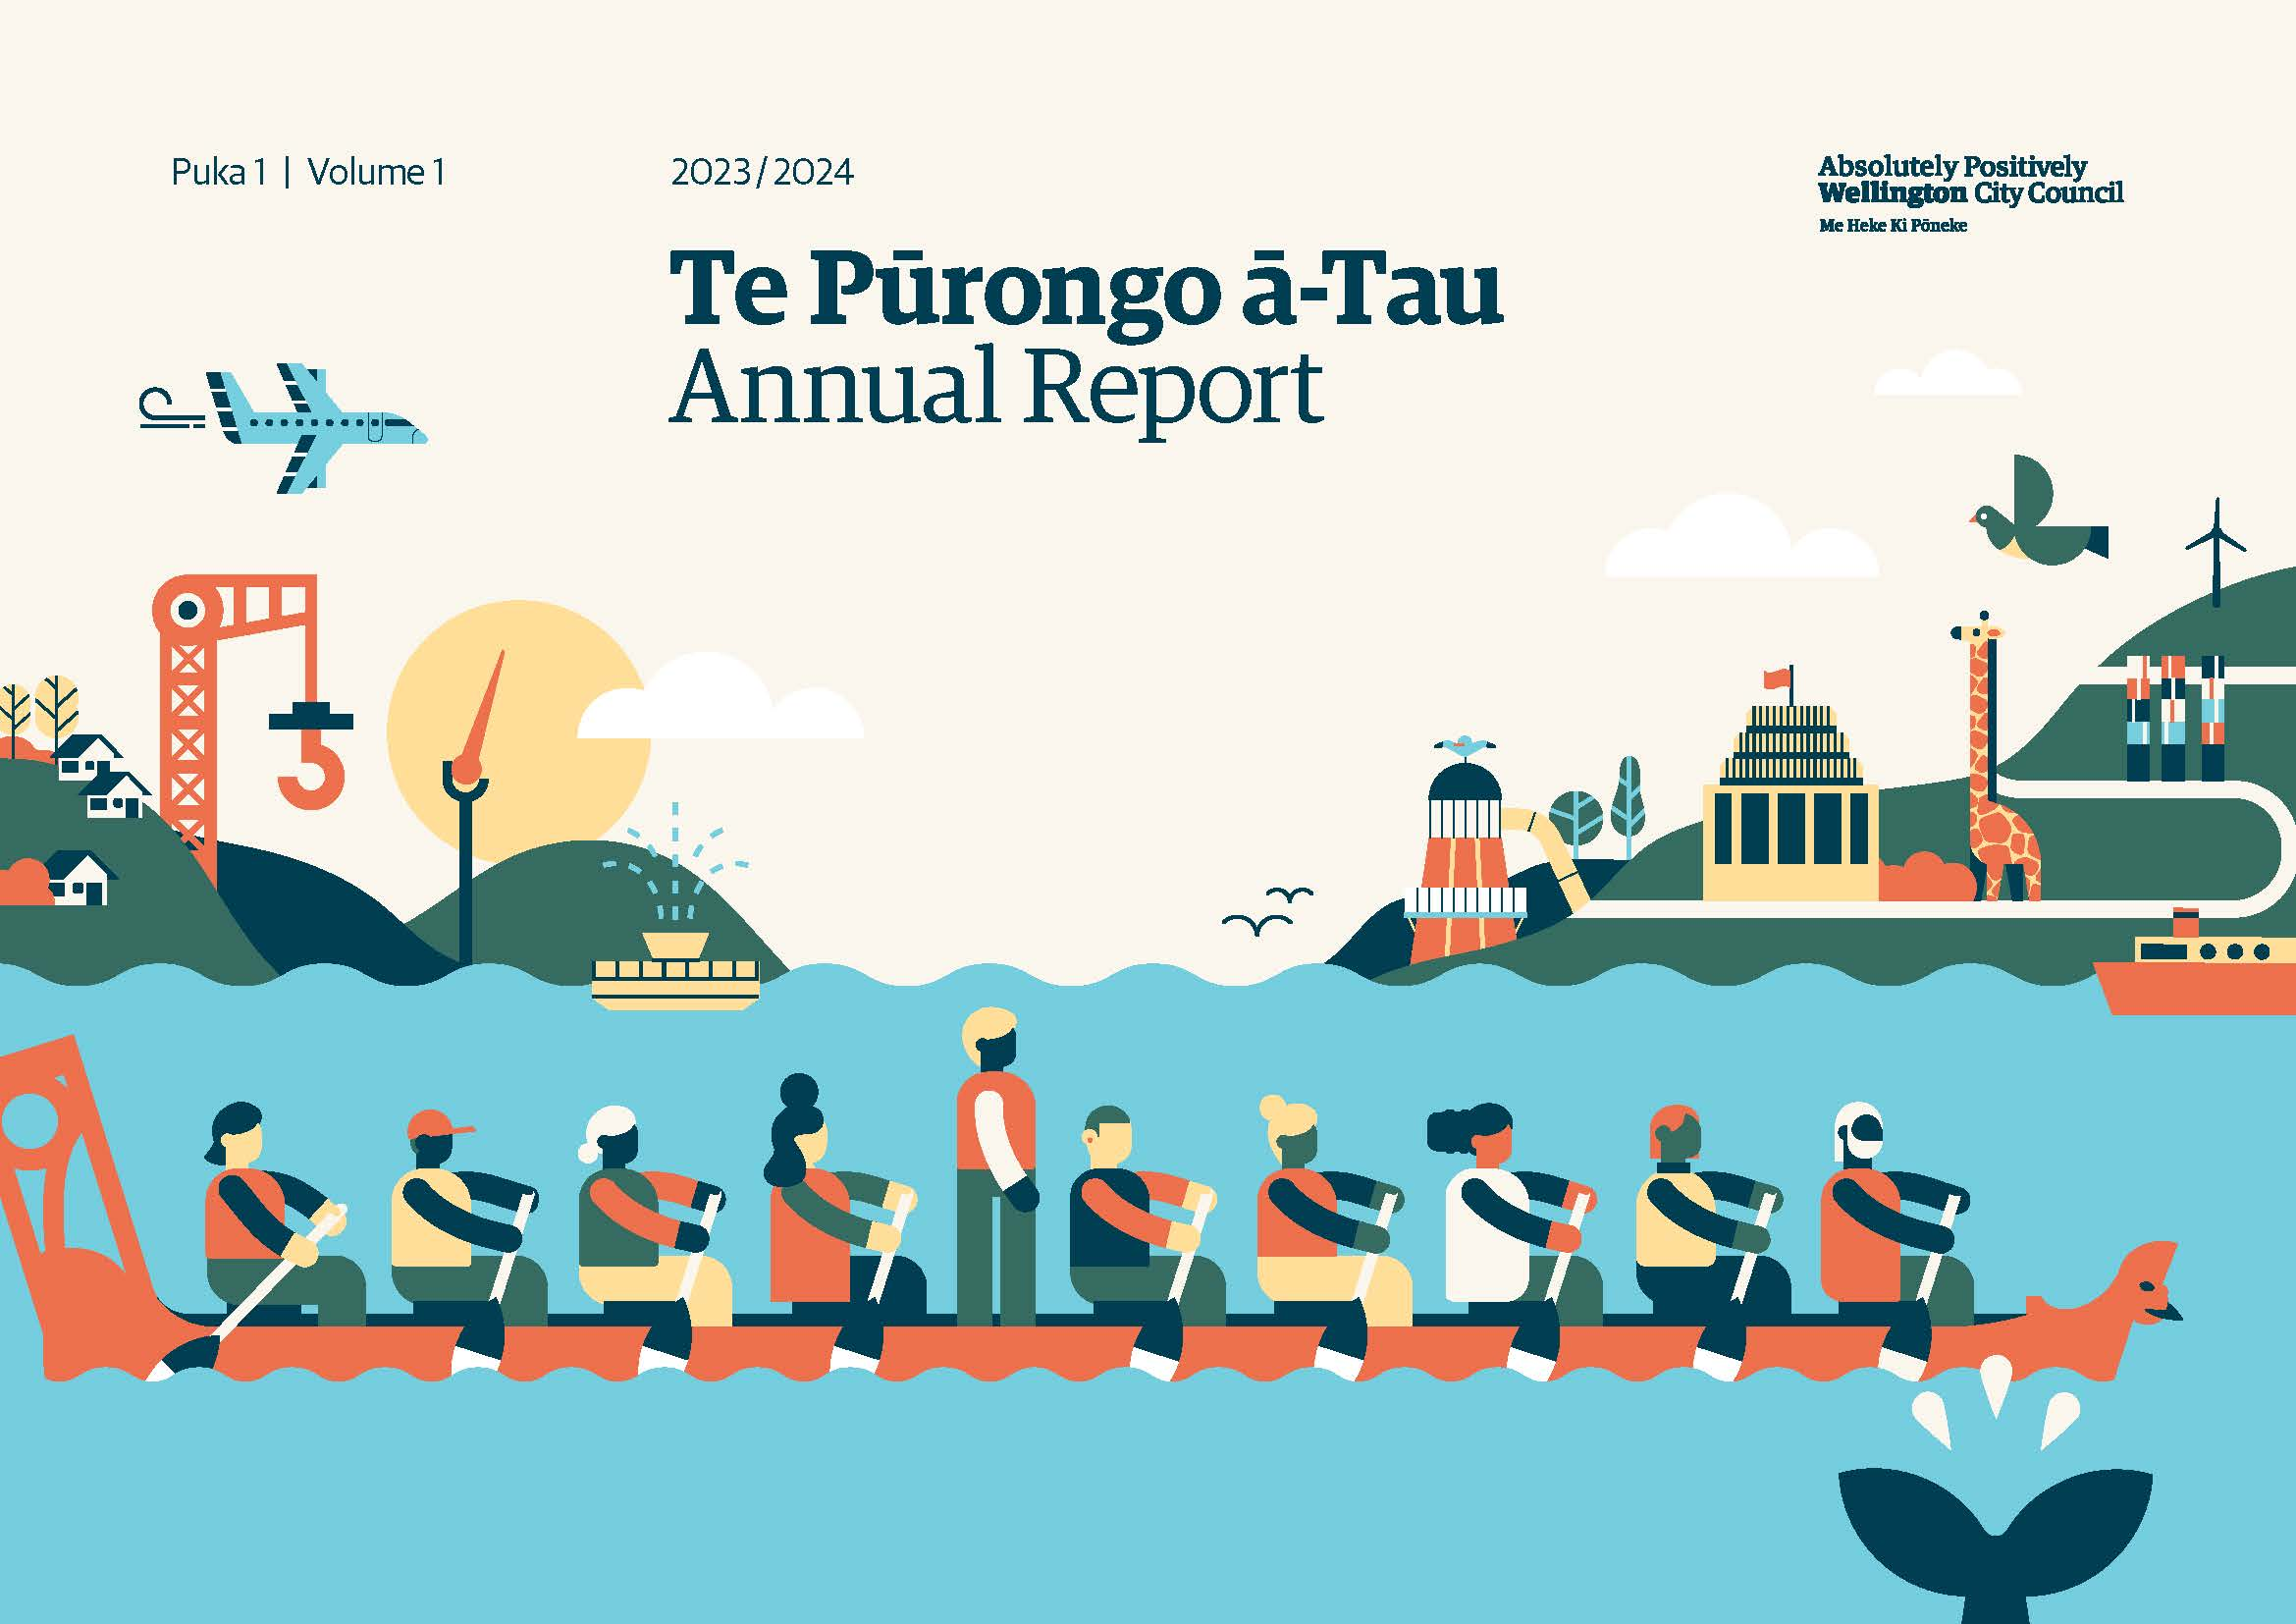 Puka 1 | Volume 1
2023/2024
Absolutely Positively
Wellington City Council
Me Heke Ki Pōneke
Te Pūrongo ā-Tau
Annual Report